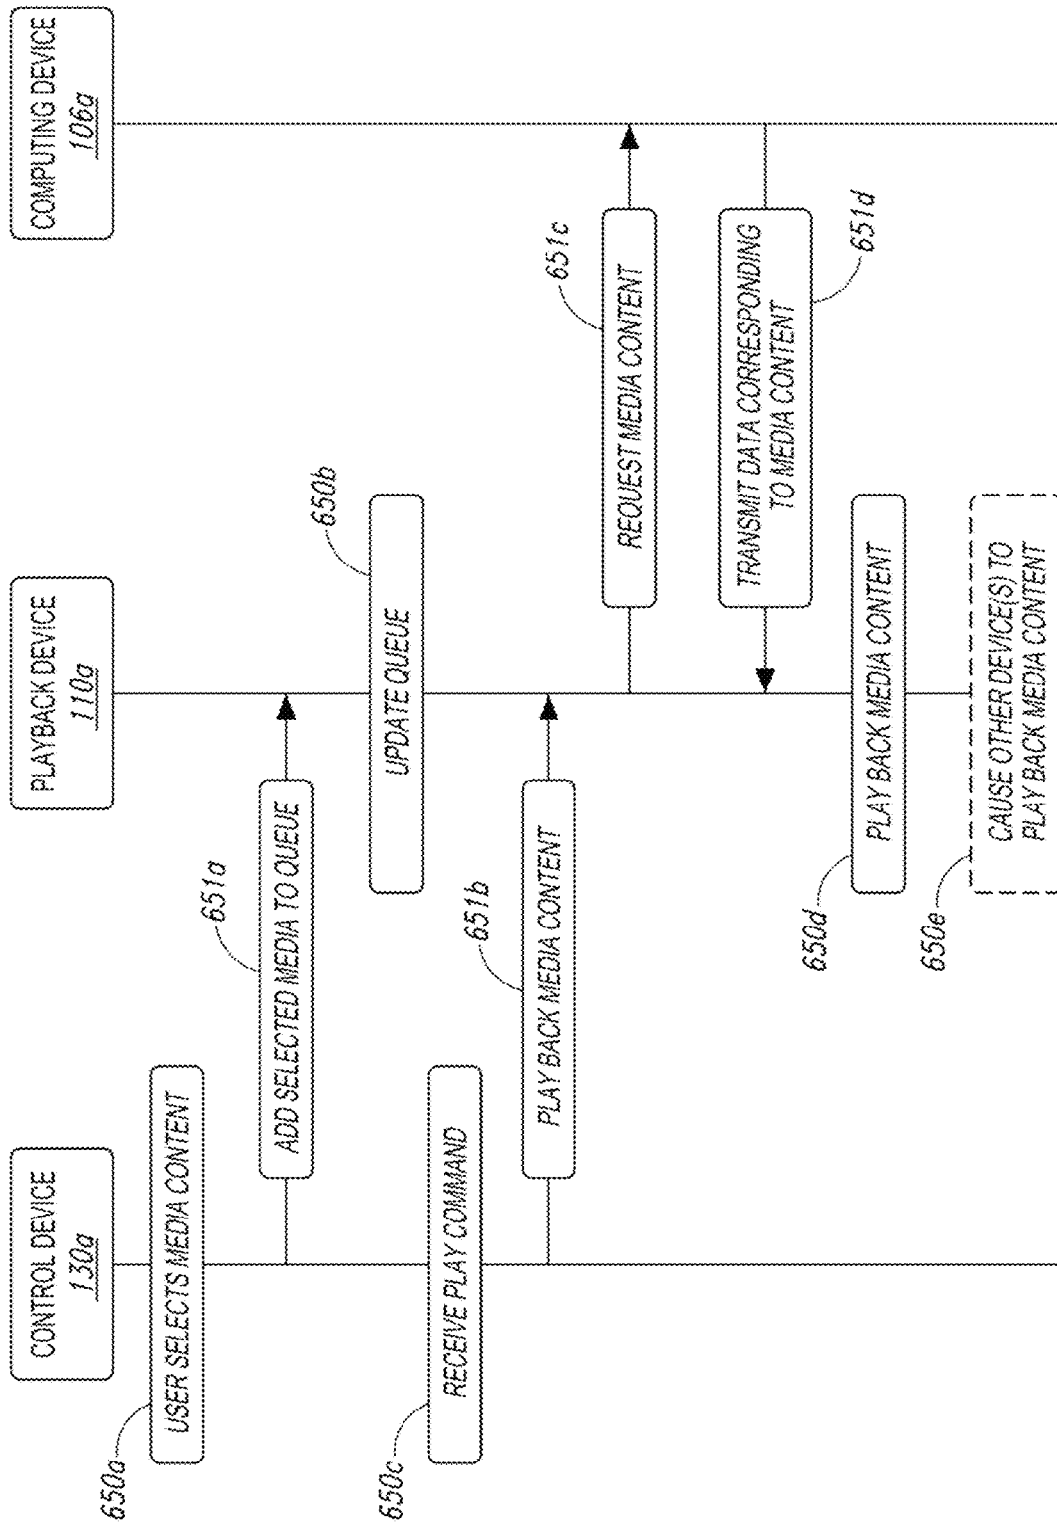 CONTROL DEVICE
130a
PLAYBACK DEVICE
110a
COMPUTING DEVICE
106a
650a
USER SELECTS MEDIA CONTENT
651a
ADD SELECTED MEDIA TO QUEUE
650b
UPDATE QUEUE
650c
RECEIVE PLAY COMMAND
651b
PLAY BACK MEDIA CONTENT
651c
REQUEST MEDIA CONTENT
TRANSMIT DATA CORRESPONDING
TO MEDIA CONTENT
651d
650d
PLAY BACK MEDIA CONTENT
650e
CAUSE OTHER DEVICE(S) TO
PLAY BACK MEDIA CONTENT